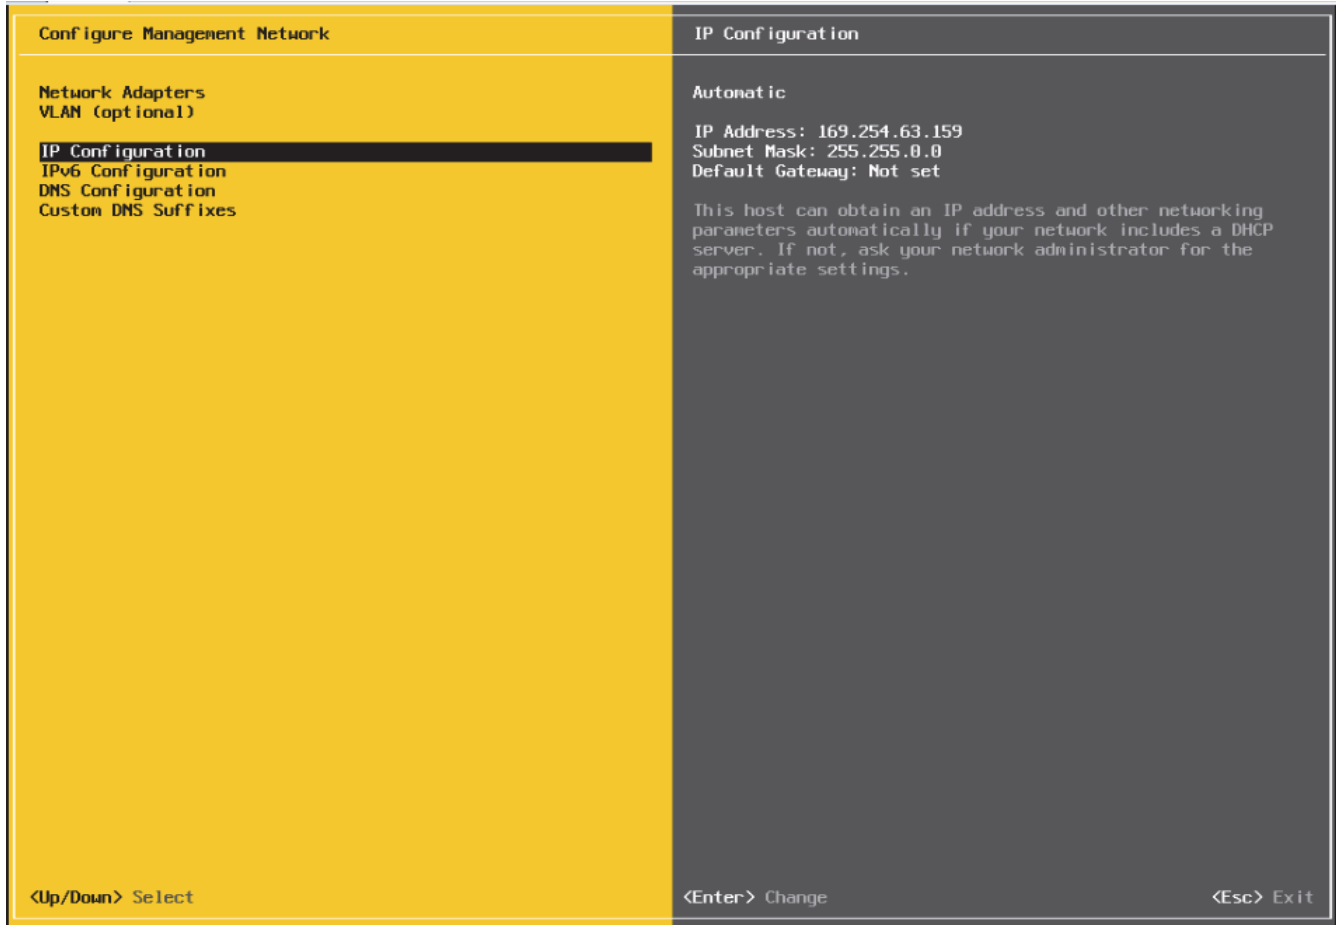 Configure Management Network
Network Adapters
VLAN (optional)
IP Configuration
IPv6 Configuration
DNS Configuration
Custom DNS Suffixes
<Up/Down> Select
IP Configuration
Automatic
IP Address: 169.254.63.159
Subnet Mask: 255.255.0.0
Default Gateway: Not set
This host can obtain an IP address and other networking
parameters automatically if your network includes a DHCP
server. If not, ask your network administrator for the
appropriate settings.
<Enter> Change
<Esc> Exit